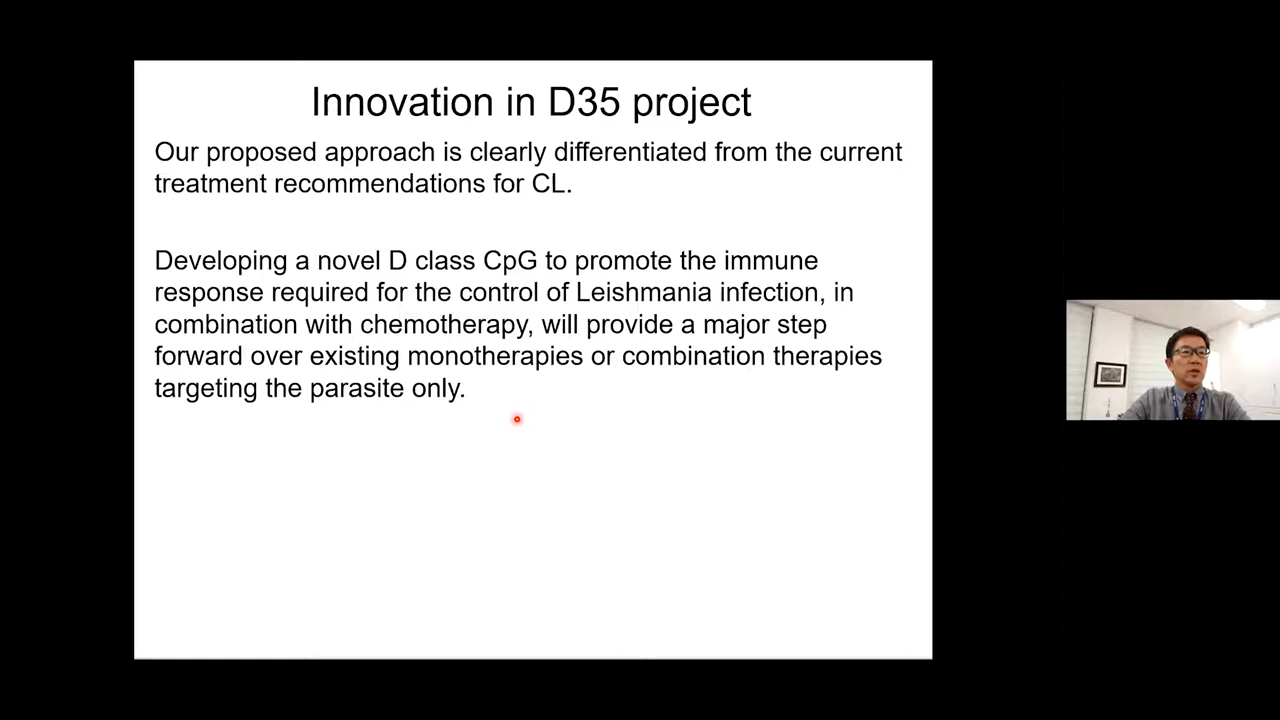 Innovation in D35 project
Our proposed approach is clearly differentiated from the current
treatment recommendations for CL.
Developing a novel D class CpG to promote the immune
response required for the control of Leishmania infection, in
combination with chemotherapy, will provide a major step
forward over existing monotherapies or combination therapies
targeting the parasite only.